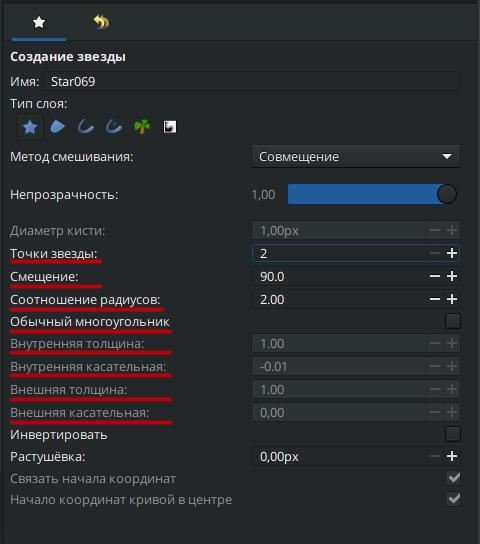 Создание звезды
Имя: Star069
Тип слоя:
Метод смешивания: Совмещение
Непрозрачность: 1,00
Диаметр кисти: 1,00px
Точки звезды: 2
Смещение: 90.0
Соотношение радиусов: 2.00
Обычный многоугольник
Внутренняя толщина: 1.00
Внутренняя касательная: -0.01
Внешняя толщина: 1.00
Внешняя касательная: 0,00
Инвертировать
Растушёвка: 0,00px
Связать начала координат
Начало координат кривой в центре